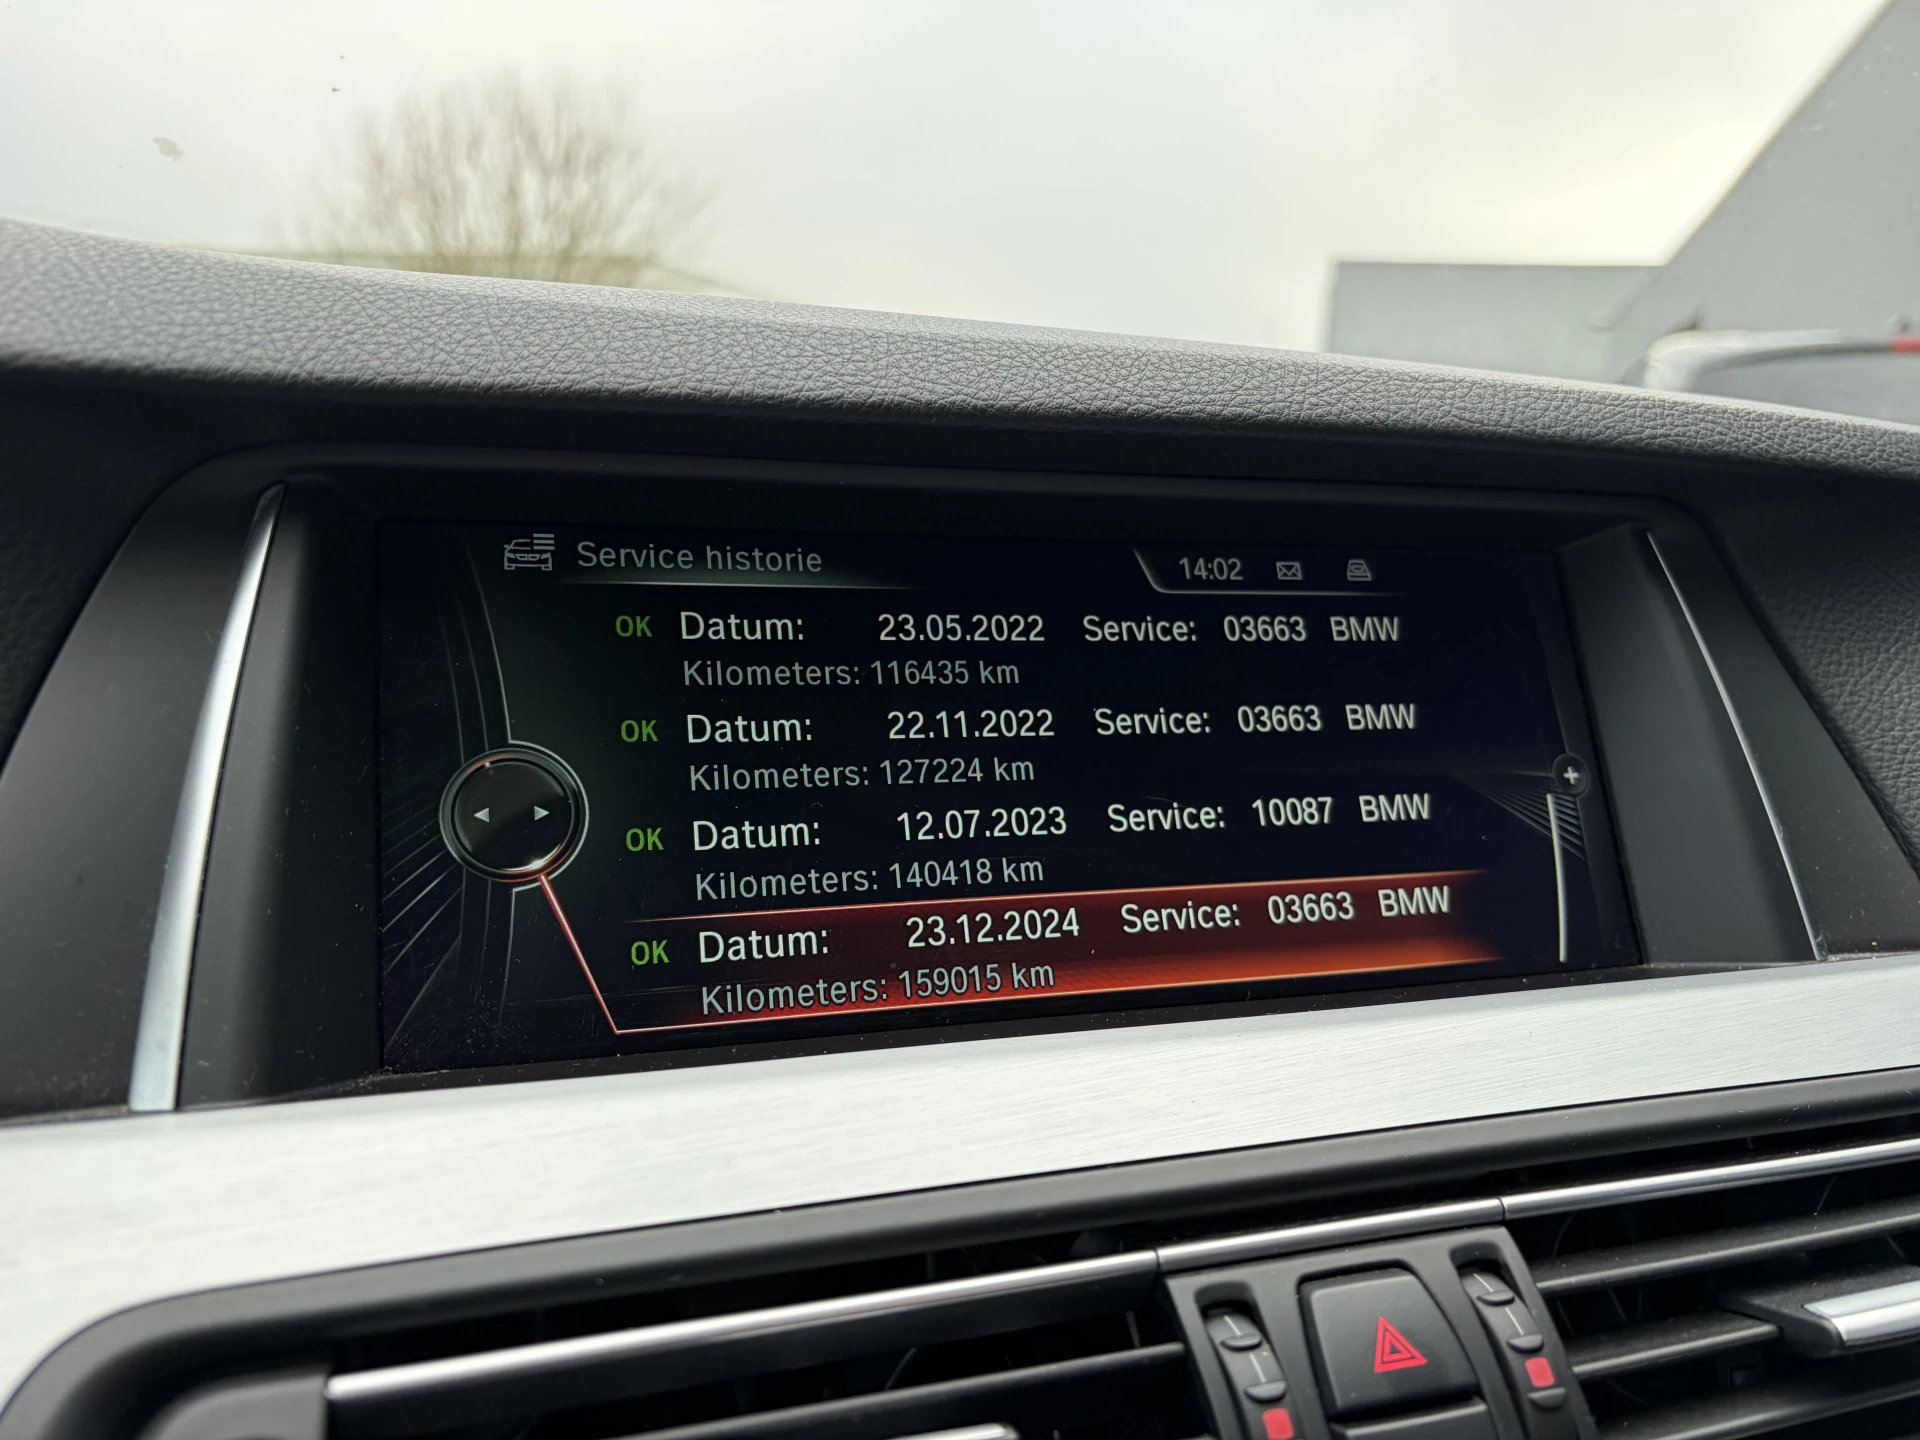 Service historie 14:02
OK Datum: 23.05.2022 Service: 03663 BMW
Kilometers: 116435 km
OK Datum: 22.11.2022 Service: 03663 BMW
Kilometers: 127224 km
OK Datum: 12.07.2023 Service: 10087 BMW
Kilometers: 140418 km
OK Datum: 23.12.2024 Service: 03663 BMW
Kilometers: 159015 km